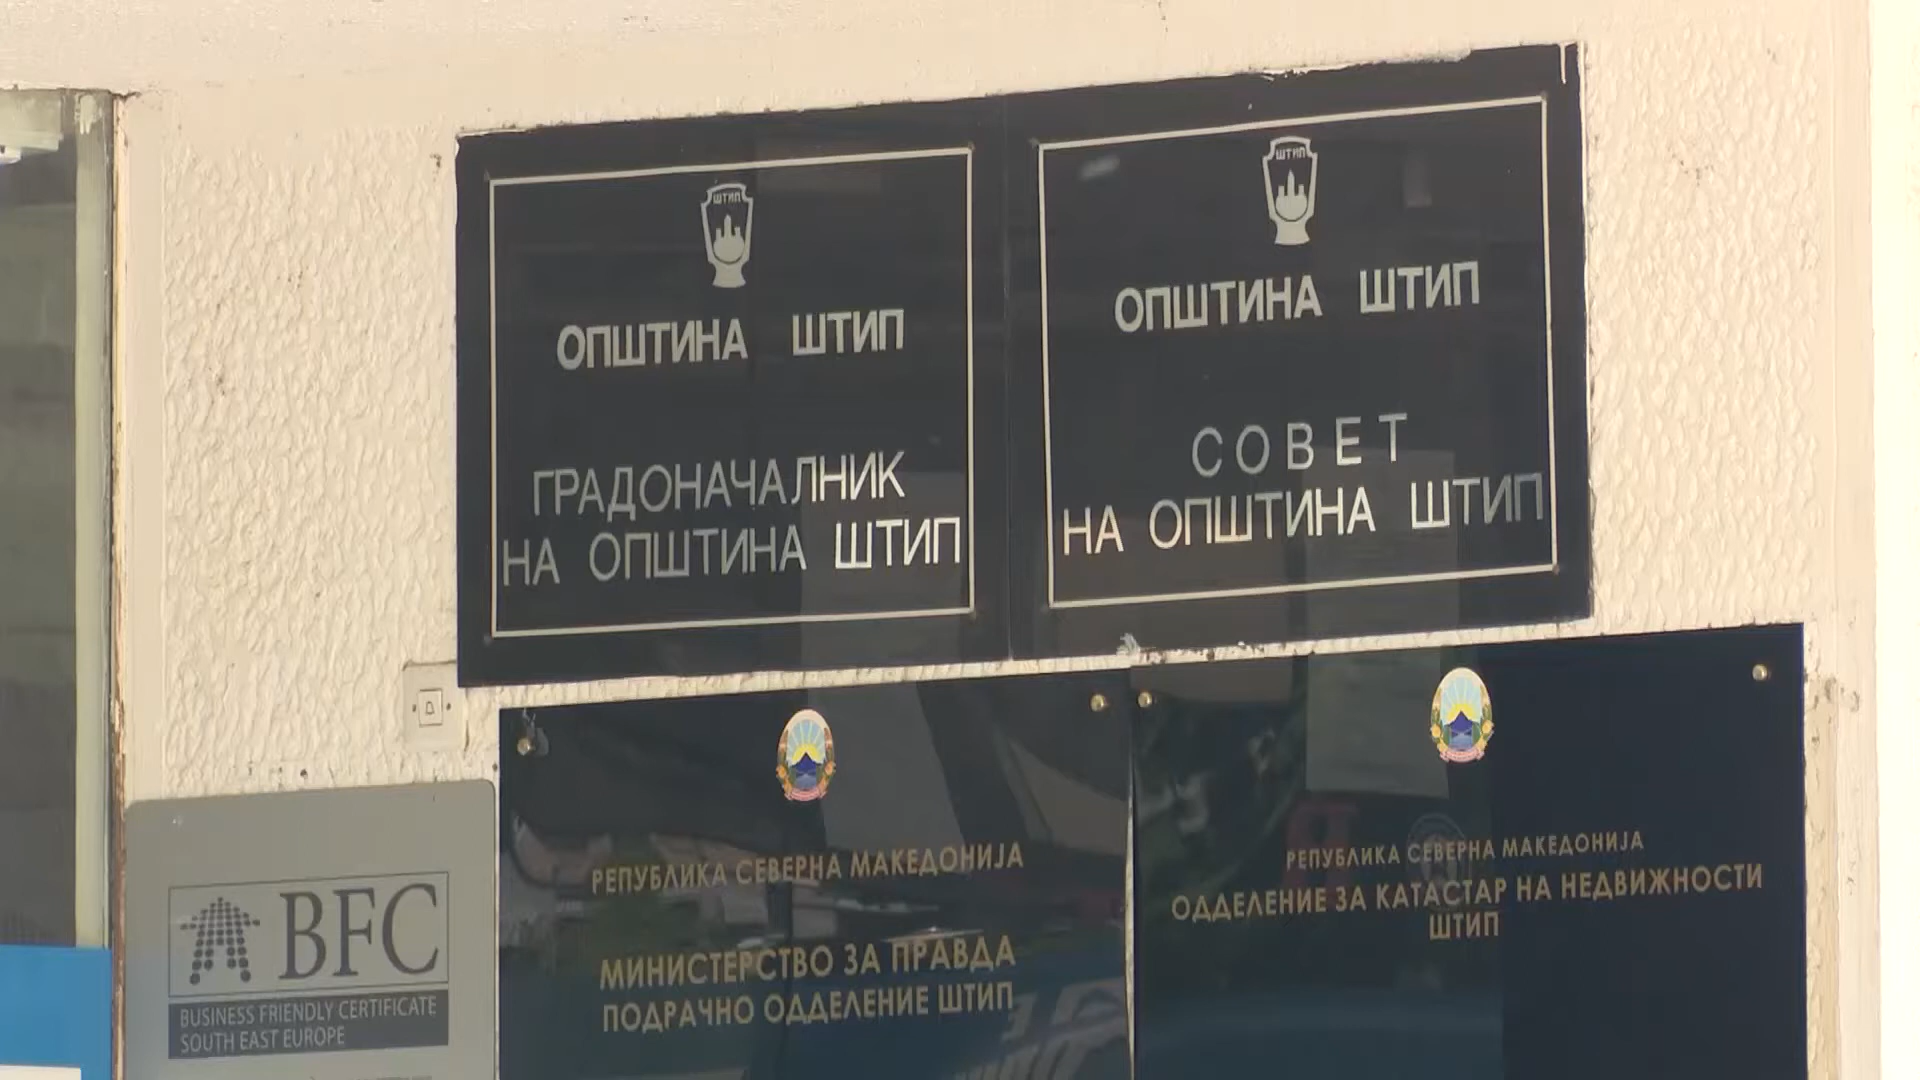 ШТИП
ОПШТИНА ШТИП
ГРАДОНАЧАЛНИК
НА ОПШТИНА ШТИП
ШТИП
ОПШТИНА ШТИП
СОВЕТ
НА ОПШТИНА ШТИП
РЕПУБЛИКА СЕВЕРНА МАКЕДОНИЈА
МИНИСТЕРСТВО ЗА ПРАВДА
ПОДРАЧНО ОДДЕЛЕНИЕ ШТИП
РЕПУБЛИКА СЕВЕРНА МАКЕДОНИЈА
ОДДЕЛЕНИЕ ЗА КАТАСТАР НА НЕДВИЖНОСТИ
ШТИП
BFC
BUSINESS FRIENDLY CERTIFICATE
SOUTH EAST EUROPE